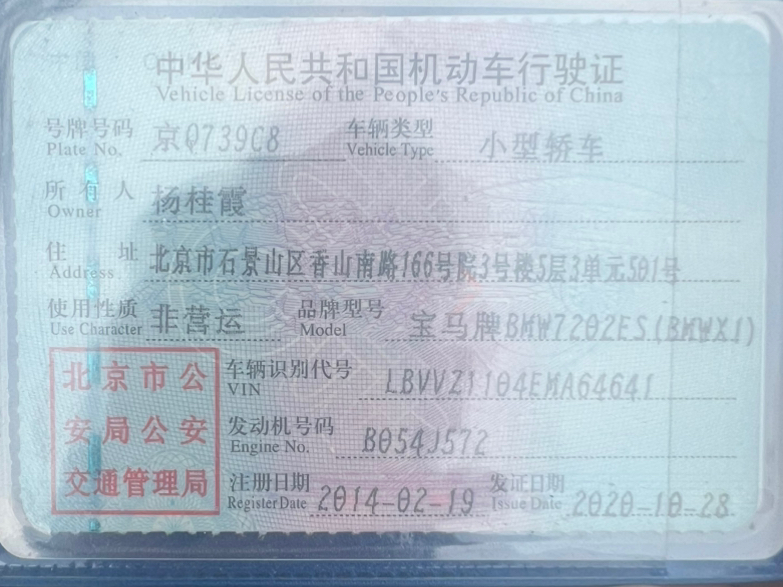 中华人民共和国机动车行驶证
Vehicle License of the People's Republic of China
号牌号码 京Q739C8 车辆类型 小型轿车
Plate No. Vehicle Type
所有人 杨桂霞
Owner
住址 北京市石景山区香山南路166号院3号楼5层3单元501号
Address
使用性质 非营运 品牌型号 宝马牌BMW7202ES(BMWX1)
Use Character Model
北京市公 车辆识别代号 LBVVZ1104EMA64641
VIN
安局公安 发动机号码 B054J572
Engine No.
交通管理局 注册日期 2014-02-19 发证日期 2020-10-28
Register Date Issue Date